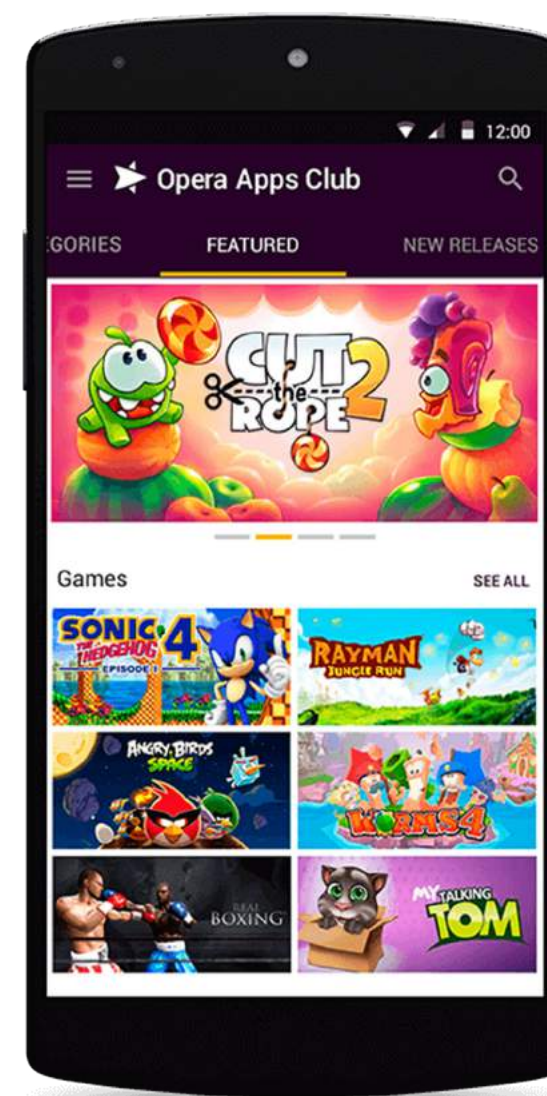 12:00
Opera Apps Club
GORIES FEATURED NEW RELEASES
CUT
the
ROPE 2
Games SEE ALL
SONIC
THE HEDGEHOG 4
EPISODE I
RAYMAN
JUNGLE RUN
ANGRY BIRDS
SPACE
WORMS 4
REAL
BOXING
MY TALKING
TOM